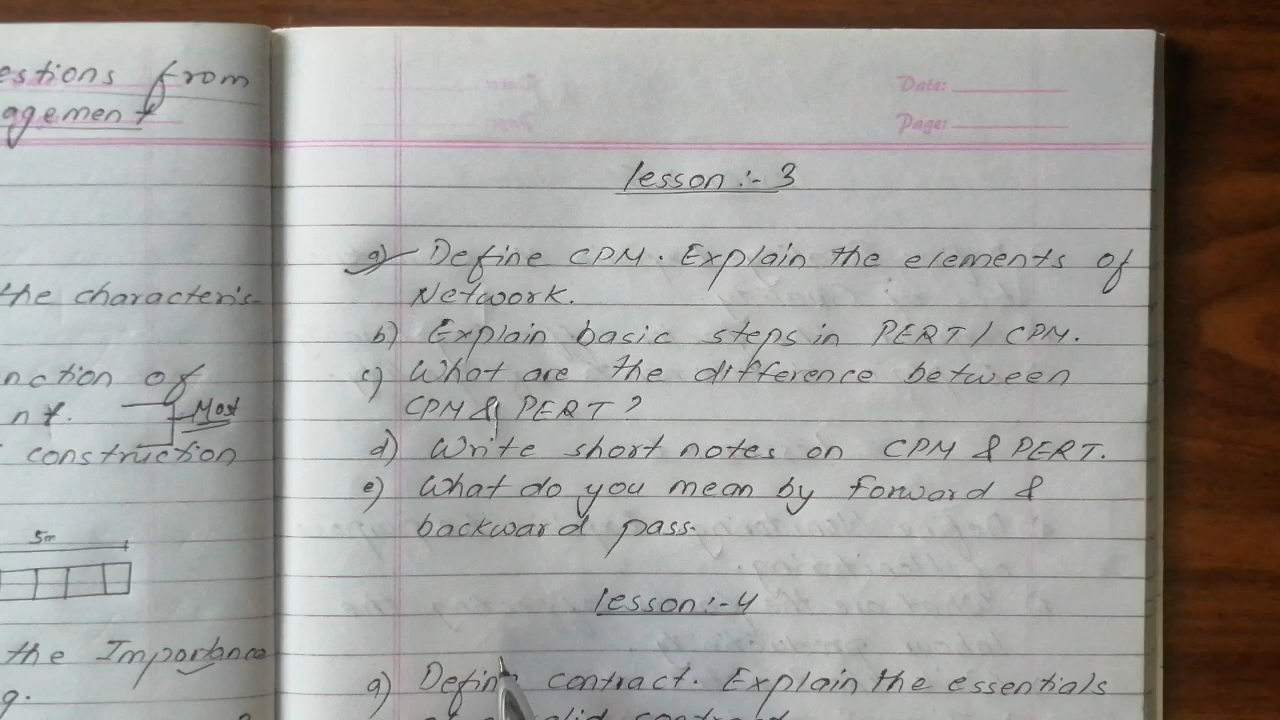 estions from
agement
the characteris-
nction of
nt.
Most
construction
5m
the Importance
g.
Date:
Page:
lesson :- 3
a) Define CPM. Explain the elements of
Network.
b) Explain basic steps in PERT / CPM.
c) What are the difference between
CPM & PERT?
d) Write short notes on CPM & PERT.
e) What do you mean by forward &
backward pass.
lesson :- 4
a) Defin contract. Explain the essentials